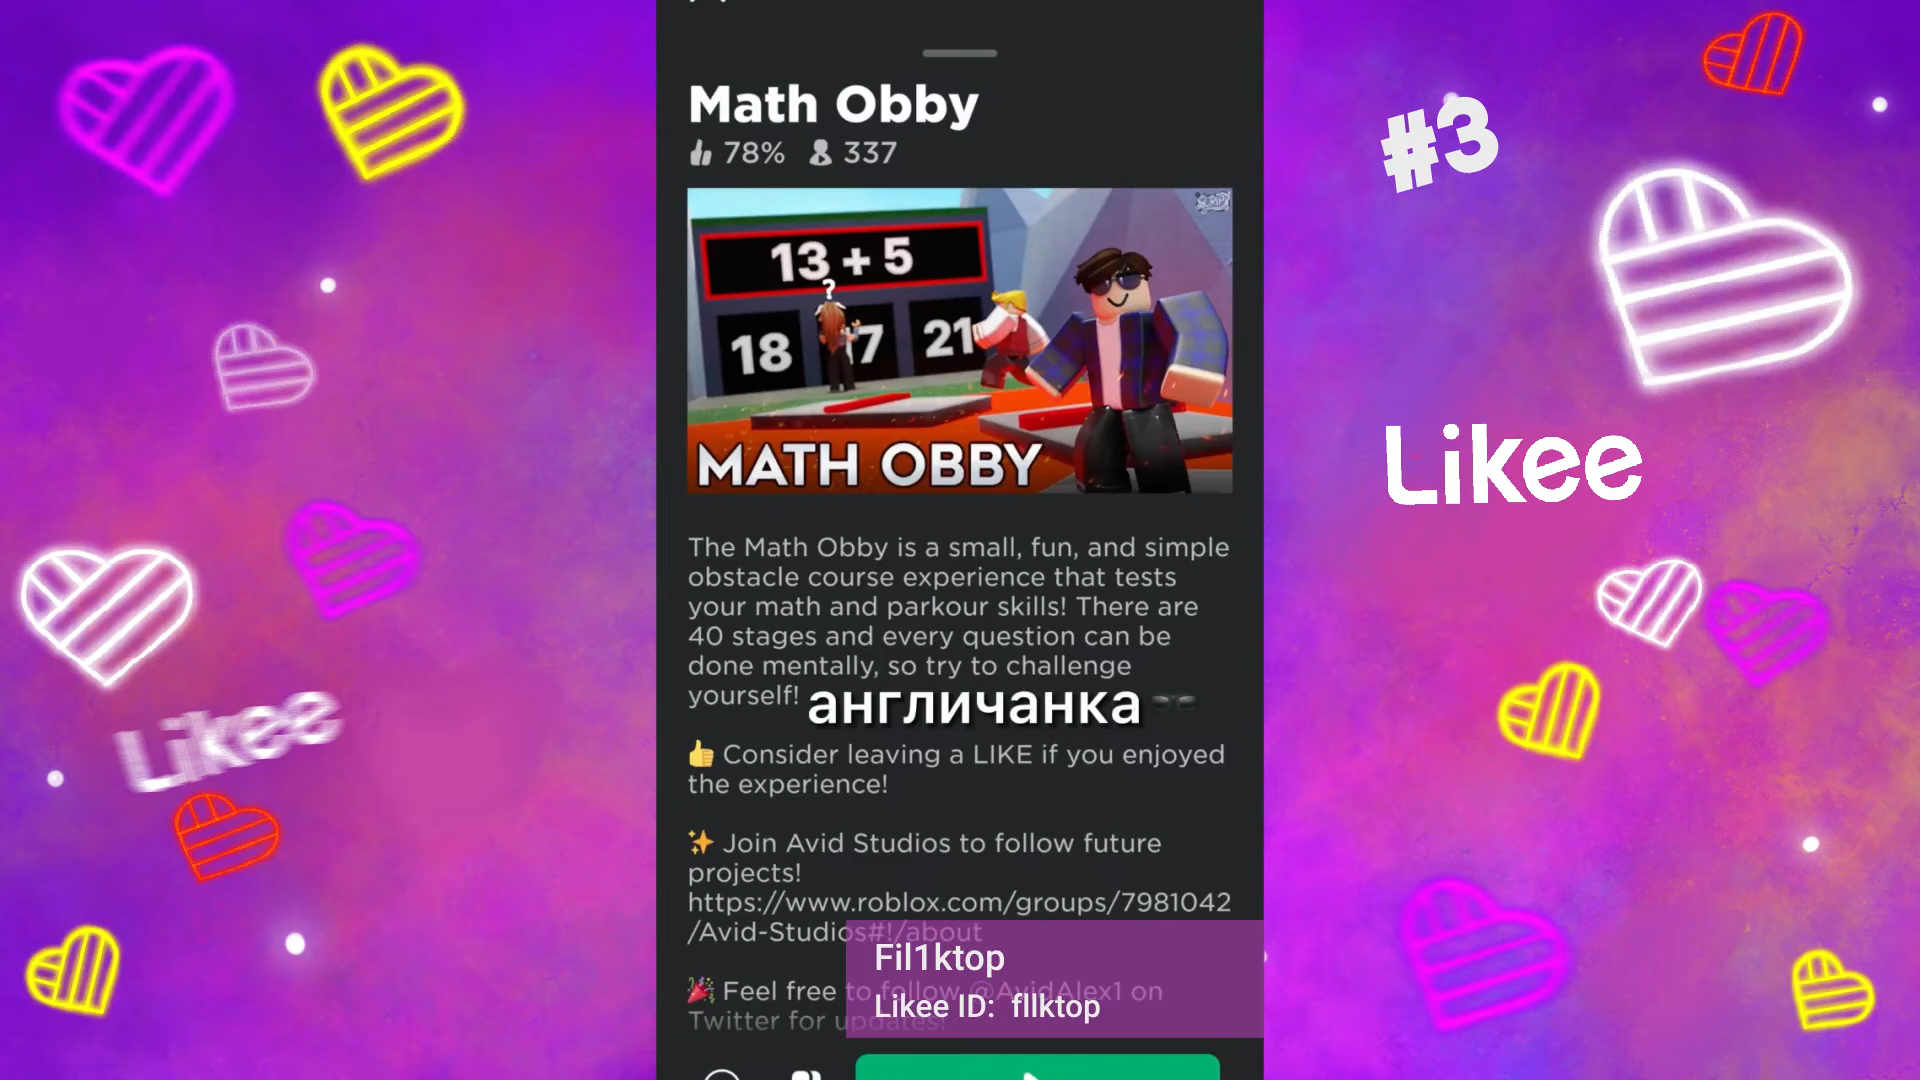 Math Obby
78% 337
13 + 5
?
18 7 21
MATH OBBY
The Math Obby is a small, fun, and simple
obstacle course experience that tests
your math and parkour skills! There are
40 stages and every question can be
done mentally, so try to challenge
yourself!
англичанка🕶️
👍 Consider leaving a LIKE if you enjoyed
the experience!
✨ Join Avid Studios to follow future
projects!
https://www.roblox.com/groups/7981042
/Avid-Studios#!/about
🎉 Feel free to follow @AvidAlex1 on
Twitter for updates!
Fil1ktop
Likee ID: fllktop
#3
Likee
Likee